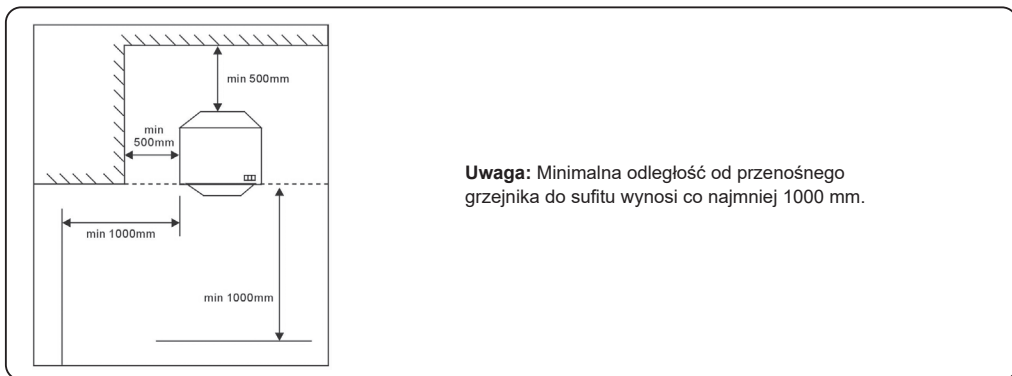 min 500mm
min
500mm
min 1000mm
min 1000mm
Uwaga: Minimalna odległość od przenośnego
grzejnika do sufitu wynosi co najmniej 1000 mm.